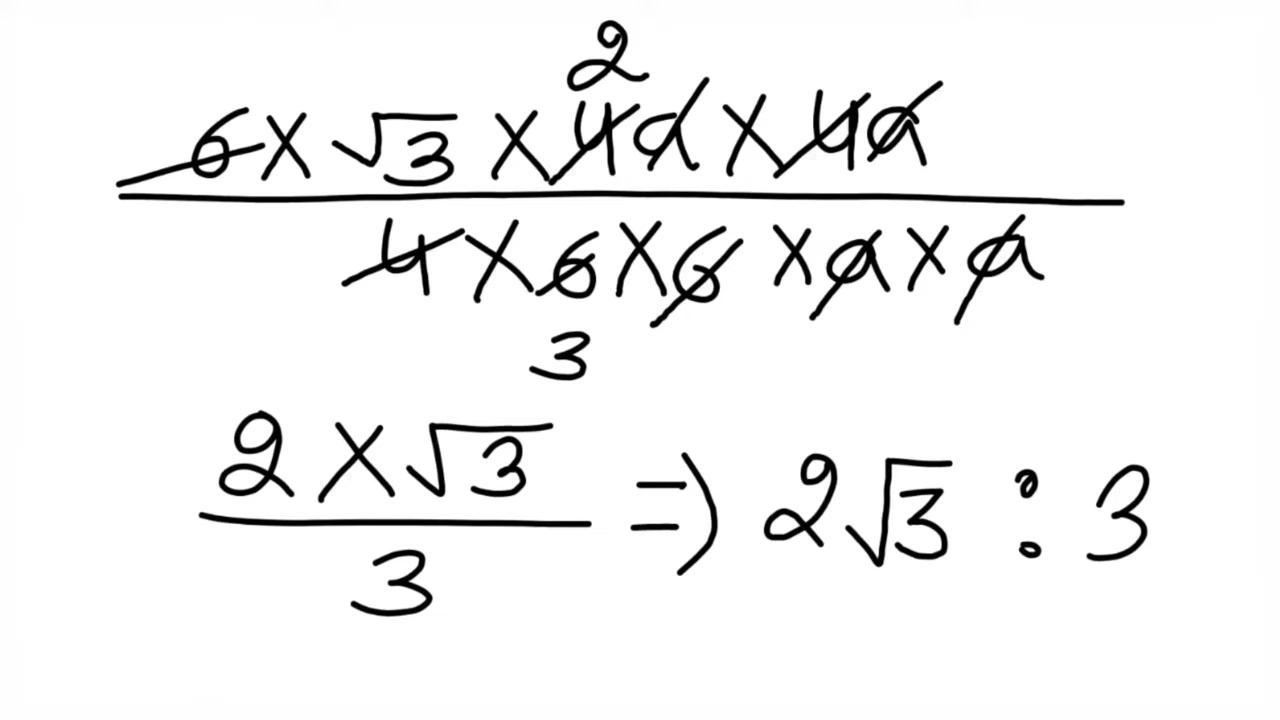 2
6 × √3 × 4a × 4a
4 × 6 × 6 × a × a
3
2 × √3 => 2√3 : 3
3